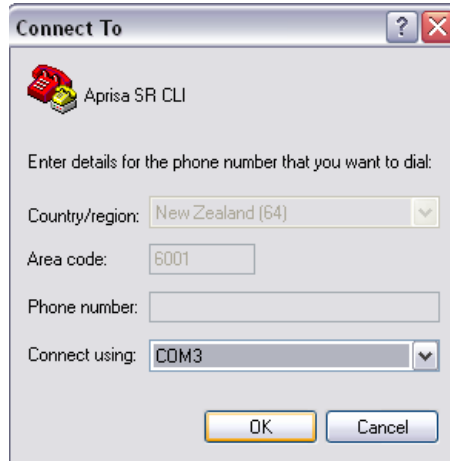 Connect To
Aprisa SR CLI
Enter details for the phone number that you want to dial:
Country/region: New Zealand (64)
Area code: 6001
Phone number:
Connect using: COM3
OK Cancel